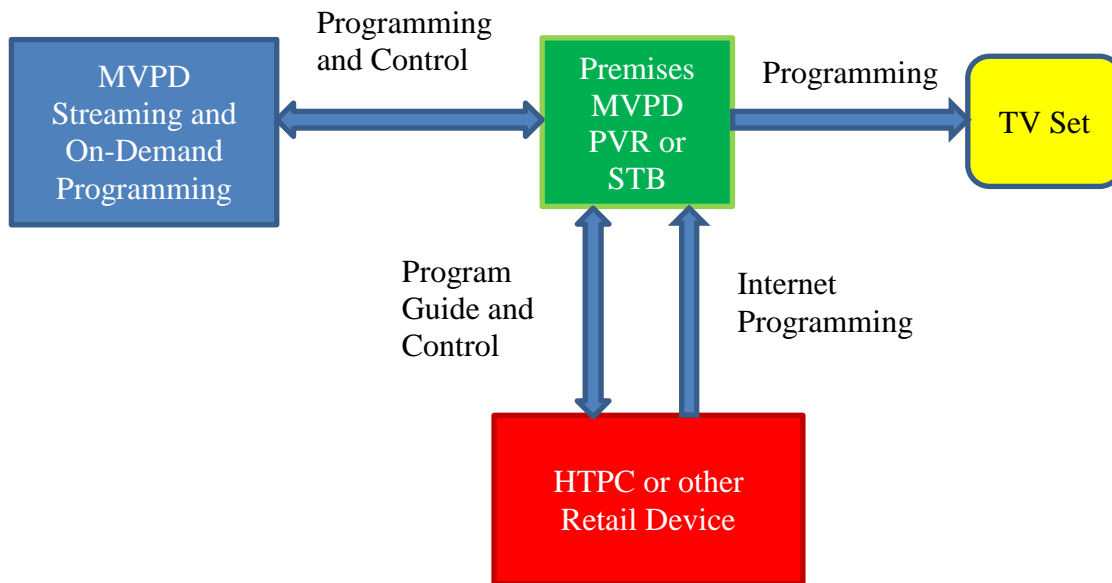 Programming
and Control
MVPD
Streaming and
On-Demand
Programming
Premises
MVPD
PVR or
STB
Programming
TV Set
Program
Guide and
Control
Internet
Programming
HTPC or other
Retail Device